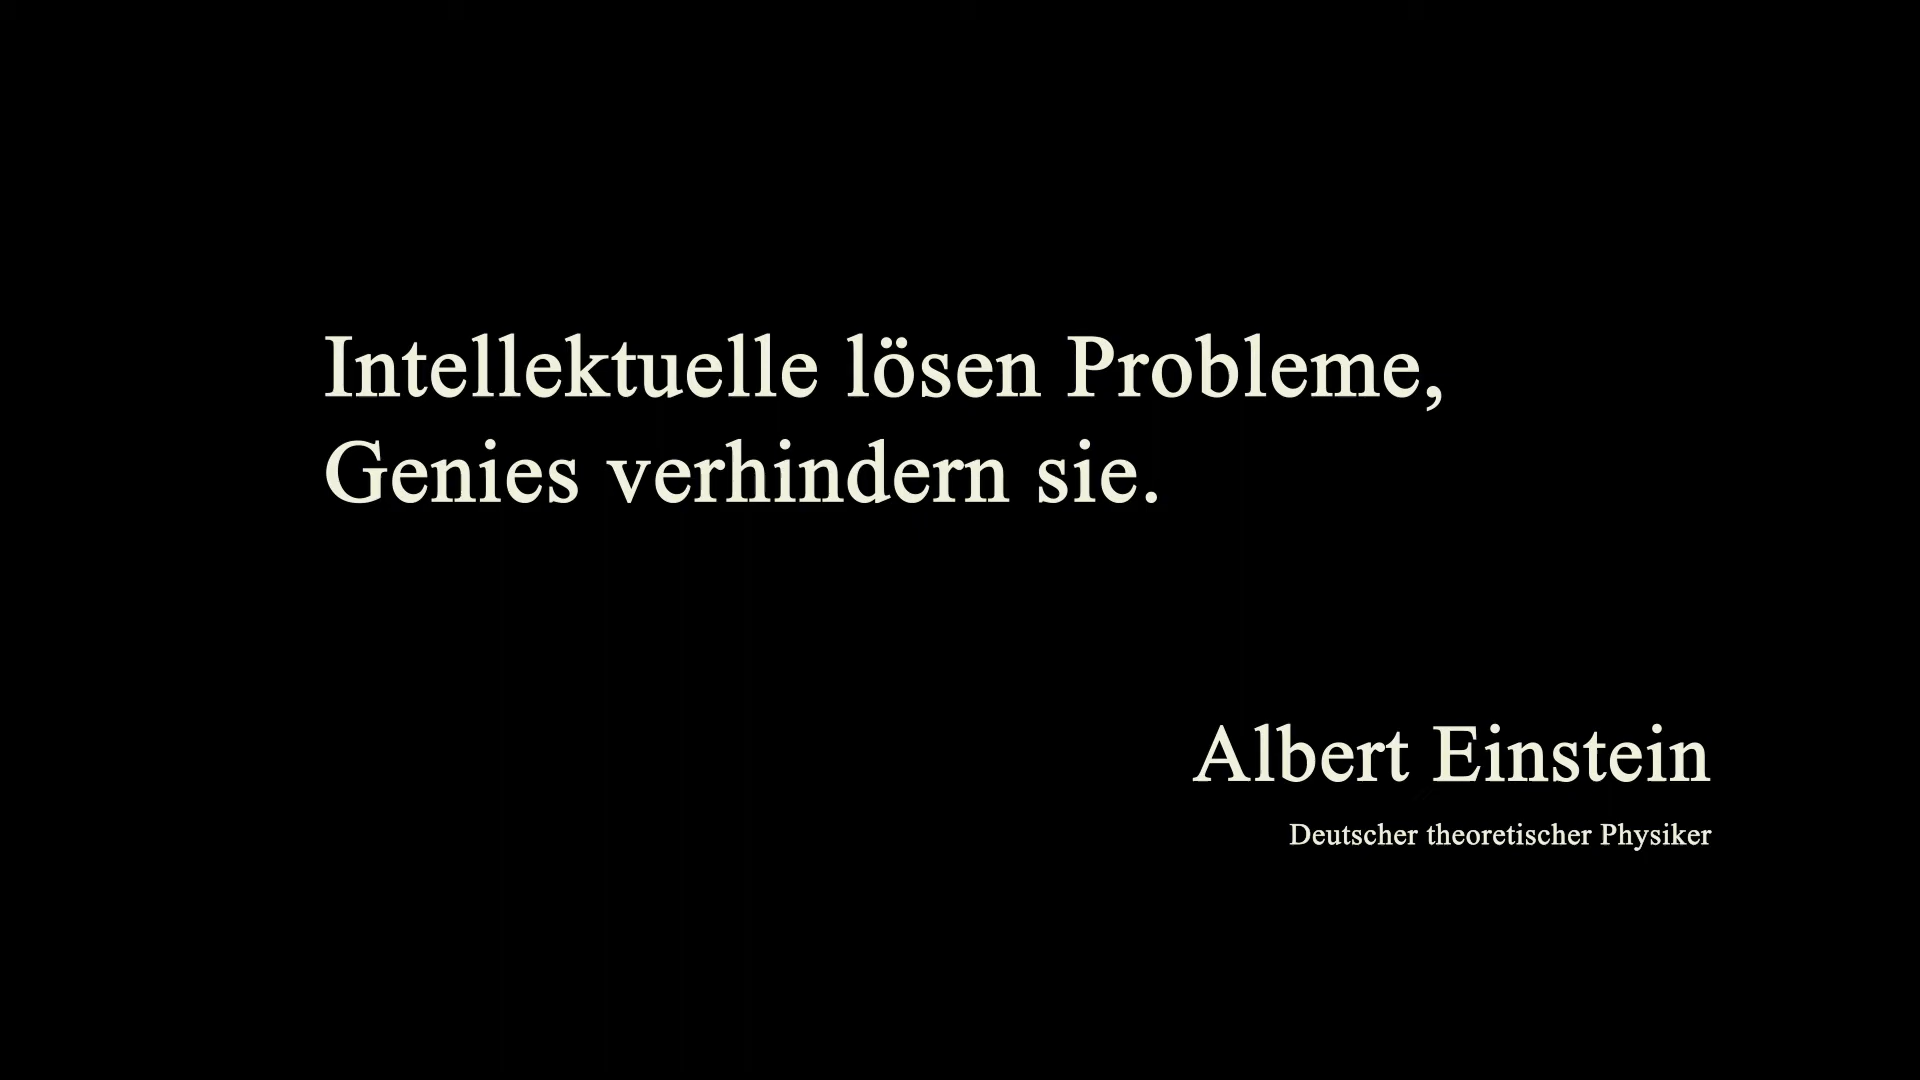 Intellektuelle lösen Probleme,
Genies verhindern sie.
Albert Einstein
Deutscher theoretischer Physiker